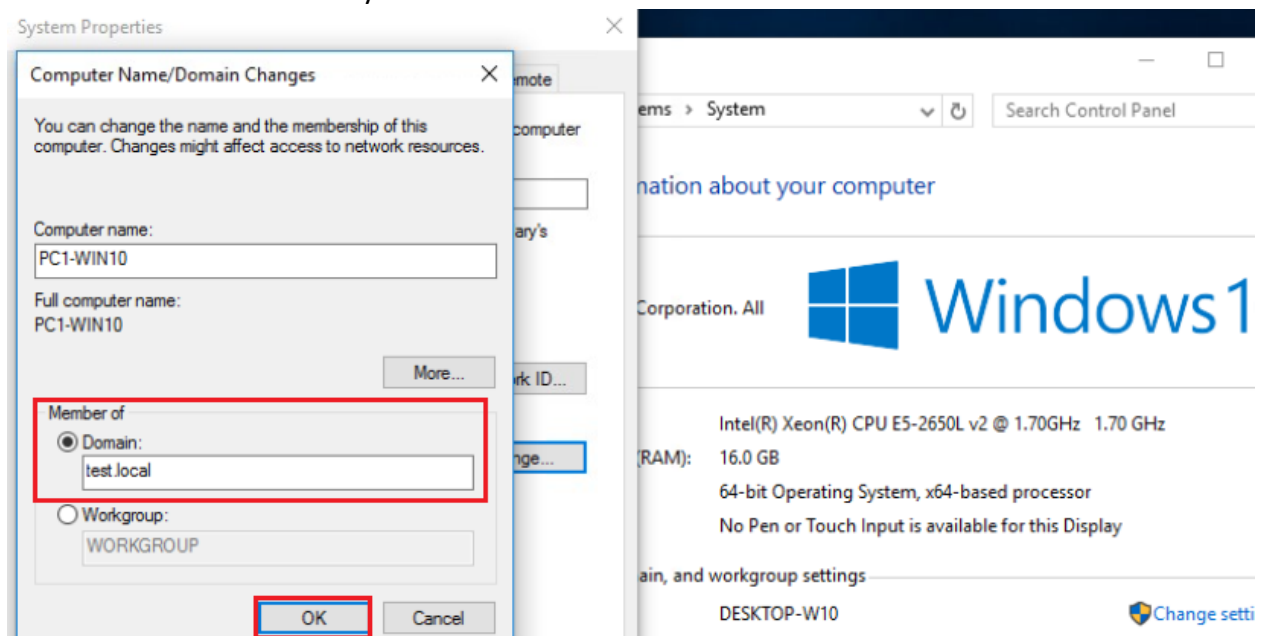 System Properties
Computer Name/Domain Changes
You can change the name and the membership of this
computer. Changes might affect access to network resources.
Computer name:
PC1-WIN10
Full computer name:
PC1-WIN10
More...
Member of
Domain:
test.local
Workgroup:
WORKGROUP
OK Cancel
emote
computer
ary's
rk ID...
nge...
ems > System
Search Control Panel
nation about your computer
Corporation. All
Windows 1
Intel(R) Xeon(R) CPU E5-2650L v2 @ 1.70GHz 1.70 GHz
(RAM): 16.0 GB
64-bit Operating System, x64-based processor
No Pen or Touch Input is available for this Display
ain, and workgroup settings
DESKTOP-W10
Change setti